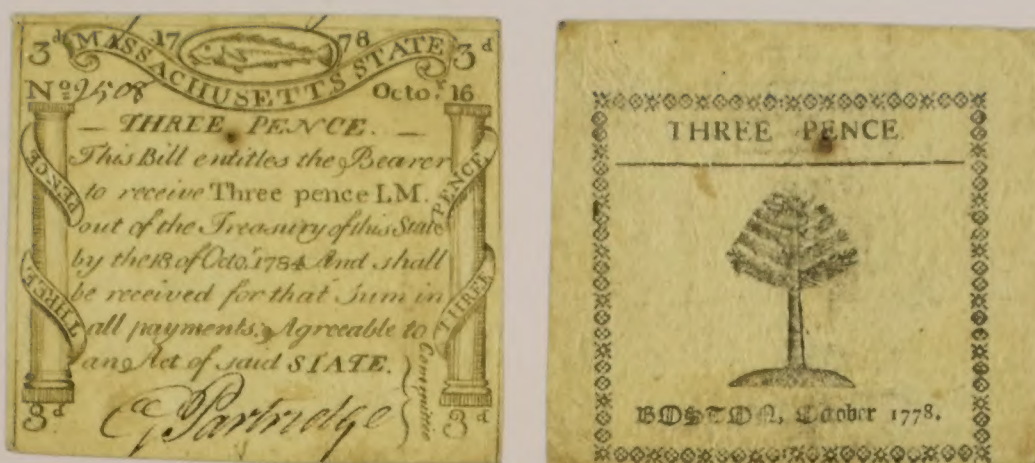 3d MASSACHUSETTS STATE 3d
17 78
No 2508 Octor. 16
THREE PENCE.
This Bill entitles the Bearer
to receive Three pence LM.
out of the Treasury of this State
by the 18 of Octor. 1784 And shall
be received for that Sum in
all payments. Agreeable to
an Act of said STATE.
PENCE
THREE
PENCE
THREE
Committee
3d Partridge 3d
THREE PENCE.
BOSTON, October 1778.